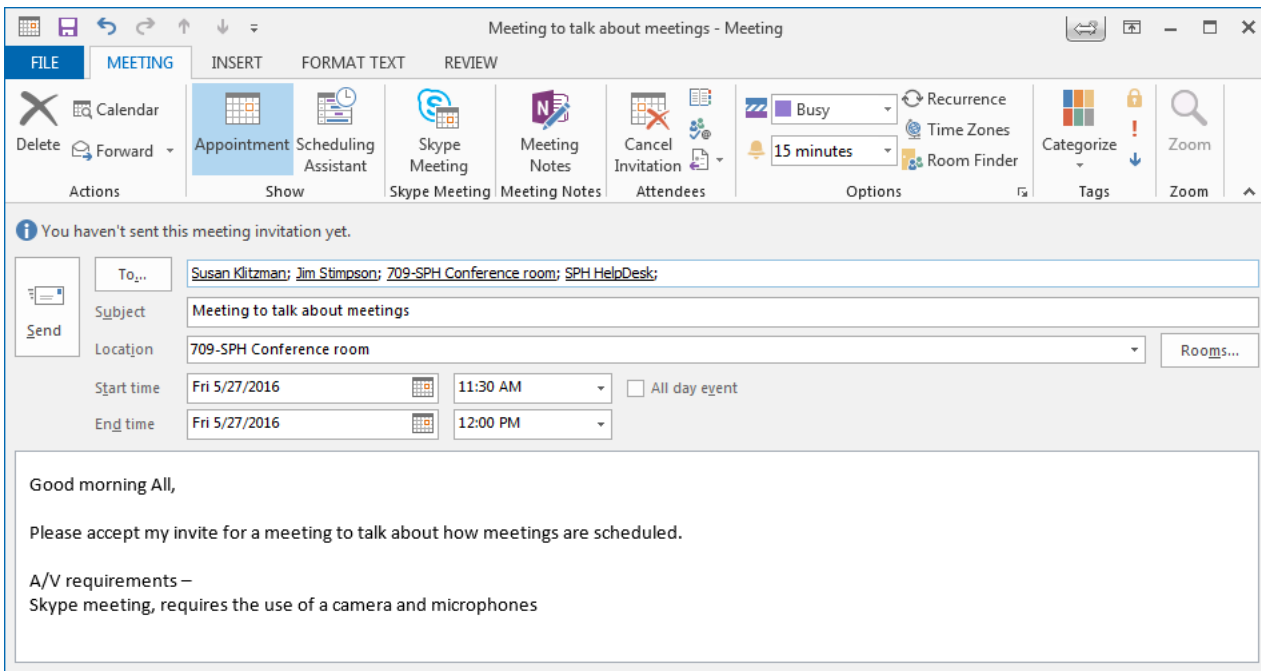 Meeting to talk about meetings - Meeting
FILE MEETING INSERT FORMAT TEXT REVIEW
Delete
Calendar
Forward
Actions
Appointment
Scheduling
Assistant
Show
Skype
Meeting
Skype Meeting
Meeting
Notes
Meeting Notes
Cancel
Invitation
Attendees
Busy
15 minutes
Recurrence
Time Zones
Room Finder
Options
Categorize
Tags
Zoom
Zoom
You haven't sent this meeting invitation yet.
Send
To... Susan Klitzman; Jim Stimpson; 709-SPH Conference room; SPH HelpDesk;
Subject Meeting to talk about meetings
Location 709-SPH Conference room Rooms...
Start time Fri 5/27/2016 11:30 AM All day event
End time Fri 5/27/2016 12:00 PM
Good morning All,
Please accept my invite for a meeting to talk about how meetings are scheduled.
A/V requirements –
Skype meeting, requires the use of a camera and microphones